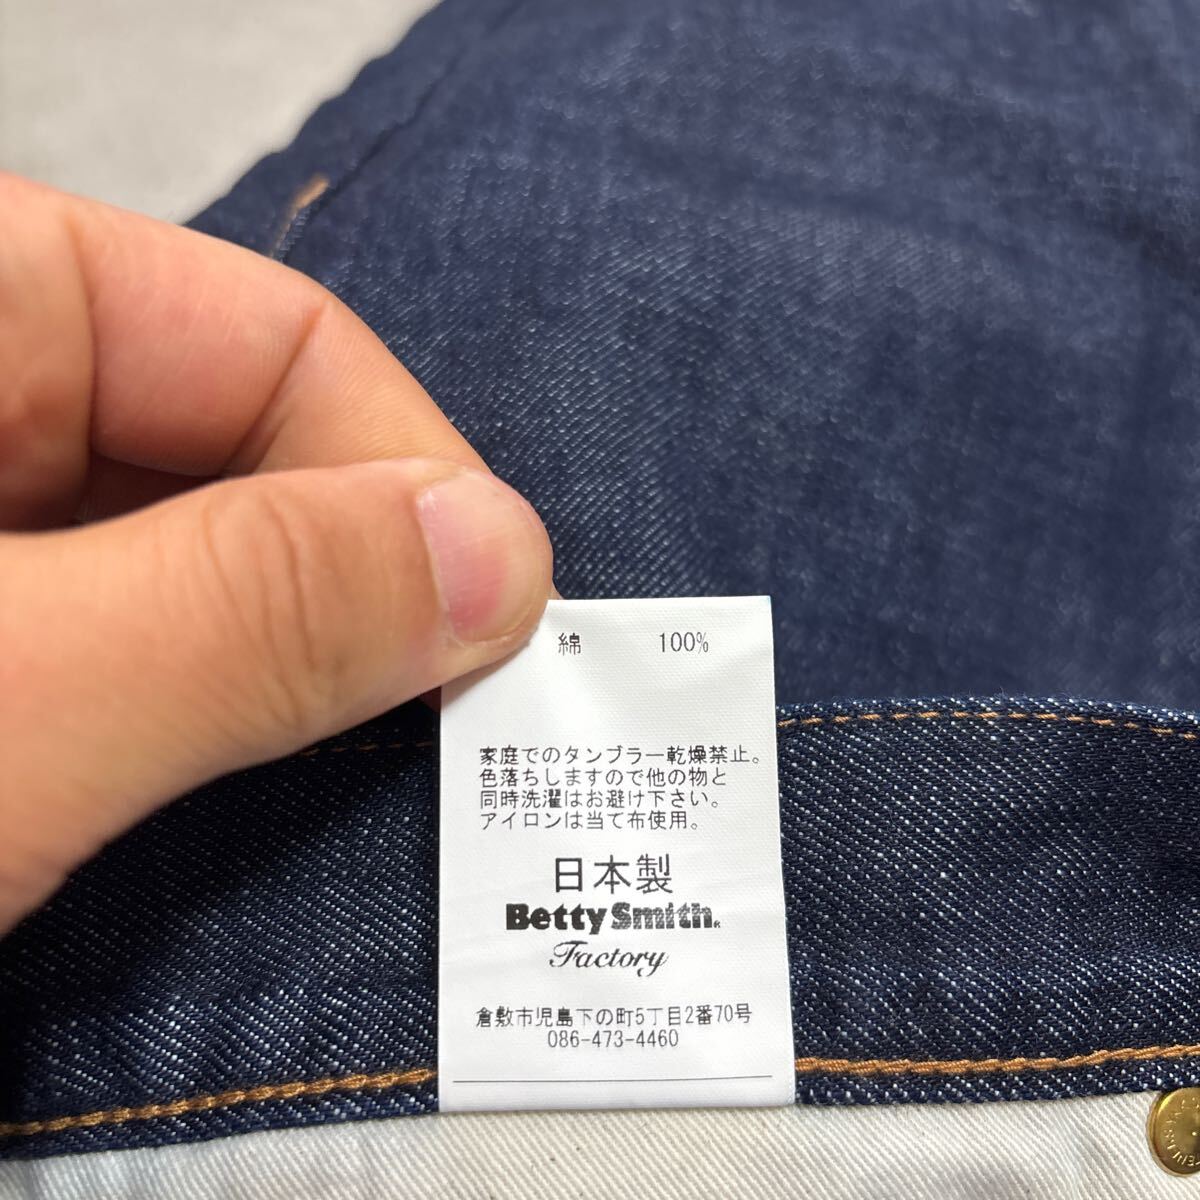 綿 100%
家庭でのタンブラー乾燥禁止。
色落ちしますので他の物と
同時洗濯はお避け下さい。
アイロンは当て布使用。
日本製
Betty Smith®
Factory
倉敷市児島下の町5丁目2番70号
086-473-4460